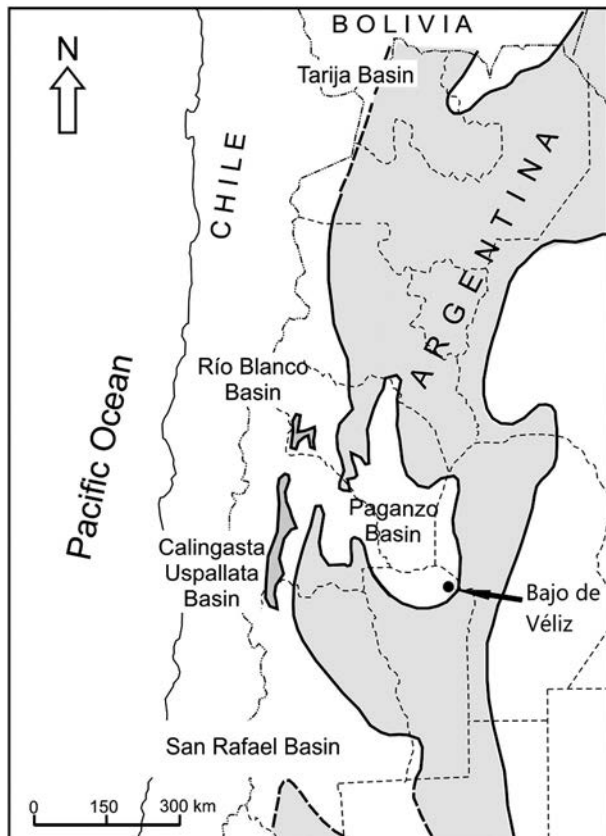 BOLIVIA
N
Tarija Basin
CHILE
ARGENTINA
Río Blanco
Basin
Pacific Ocean
Paganzo
Basin
Calingasta
Uspallata
Basin
Bajo de
Véliz
San Rafael Basin
0 150 300 km